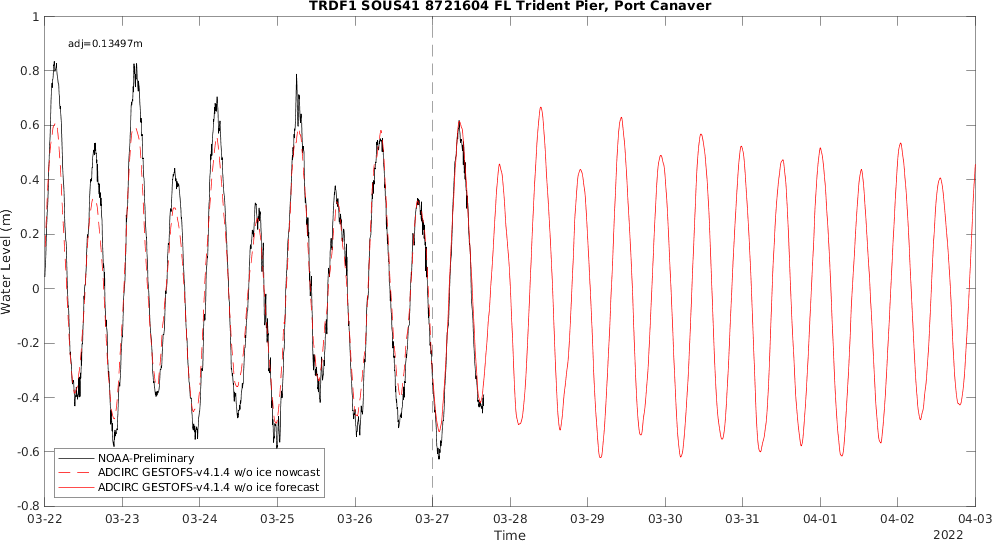 TRDF1 SOUS41 8721604 FL Trident Pier, Port Canaver
adj=0.13497m
1
0.8
0.6
0.4
0.2
0
-0.2
-0.4
-0.6
-0.8
Water Level (m)
NOAA-Preliminary
ADCIRC GESTOFS-v4.1.4 w/o ice nowcast
ADCIRC GESTOFS-v4.1.4 w/o ice forecast
03-22 03-23 03-24 03-25 03-26 03-27 03-28 03-29 03-30 03-31 04-01 04-02 04-03
Time
2022